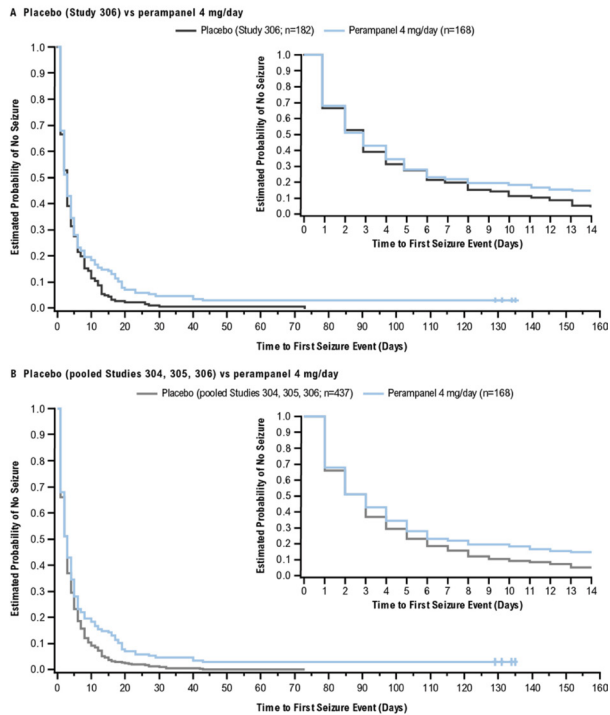 A Placebo (Study 306) vs perampanel 4 mg/day
Placebo (Study 306; n=182) Perampanel 4 mg/day (n=168)
Estimated Probability of No Seizure
1.0
0.9
0.8
0.7
0.6
0.5
0.4
0.3
0.2
0.1
0.0
0 10 20 30 40 50 60 70 80 90 100 110 120 130 140 150 160
Time to First Seizure Event (Days)
Estimated Probability of No Seizure
1.0
0.9
0.8
0.7
0.6
0.5
0.4
0.3
0.2
0.1
0.0
0 1 2 3 4 5 6 7 8 9 10 11 12 13 14
Time to First Seizure Event (Days)
B Placebo (pooled Studies 304, 305, 306) vs perampanel 4 mg/day
Placebo (pooled Studies 304, 305, 306; n=437) Perampanel 4 mg/day (n=168)
Estimated Probability of No Seizure
1.0
0.9
0.8
0.7
0.6
0.5
0.4
0.3
0.2
0.1
0.0
0 10 20 30 40 50 60 70 80 90 100 110 120 130 140 150 160
Time to First Seizure Event (Days)
Estimated Probability of No Seizure
1.0
0.9
0.8
0.7
0.6
0.5
0.4
0.3
0.2
0.1
0.0
0 1 2 3 4 5 6 7 8 9 10 11 12 13 14
Time to First Seizure Event (Days)